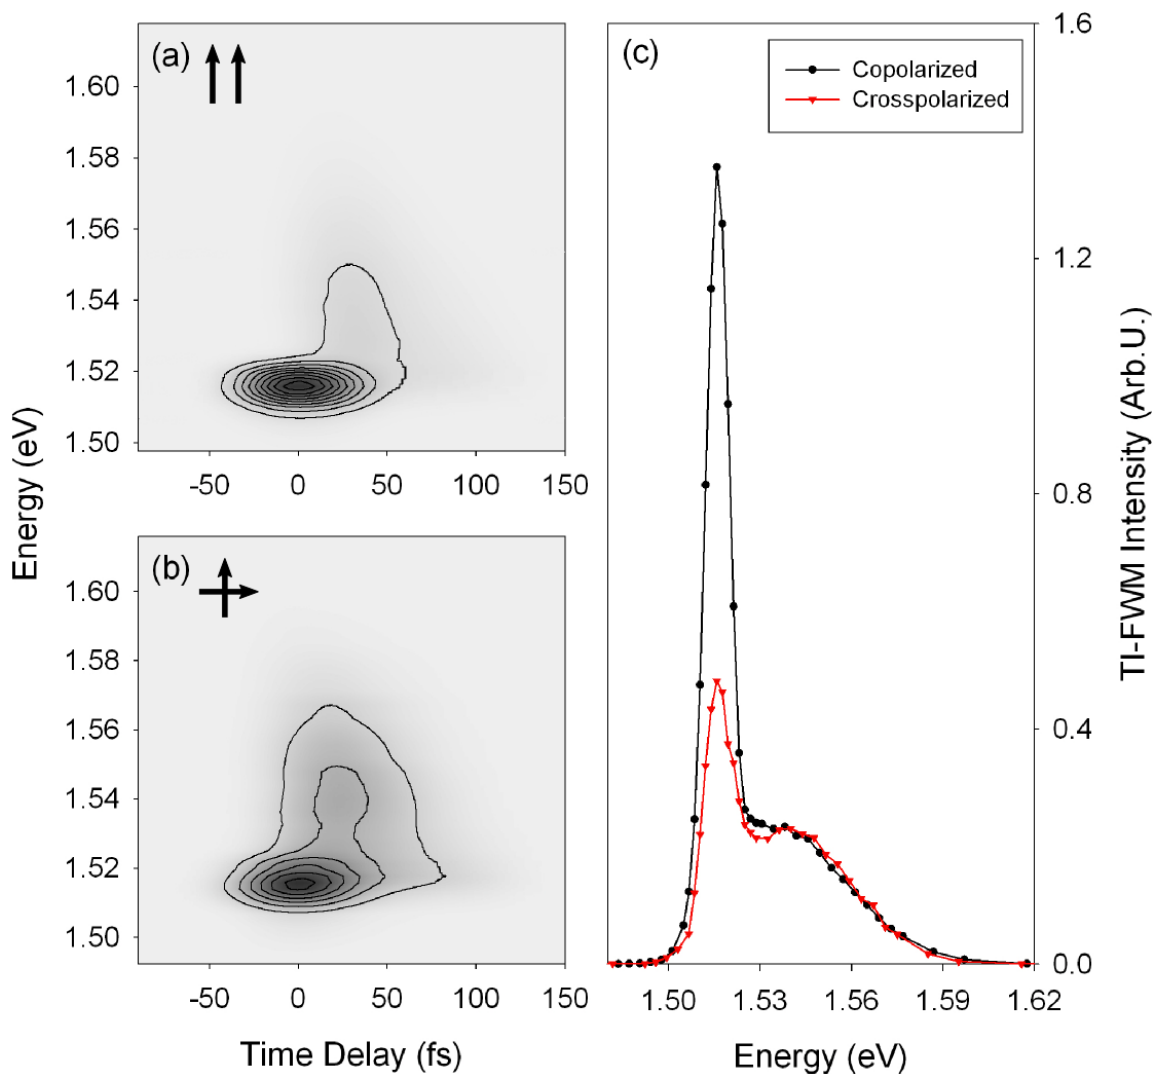 (a)
1.60
1.58
1.56
1.54
1.52
1.50
-50 0 50 100 150
(b)
1.60
1.58
1.56
1.54
1.52
1.50
-50 0 50 100 150
Energy (eV)
Time Delay (fs)
(c)
Copolarized
Crosspolarized
1.6
1.2
0.8
0.4
0.0
1.50 1.53 1.56 1.59 1.62
TI-FWM Intensity (Arb.U.)
Energy (eV)